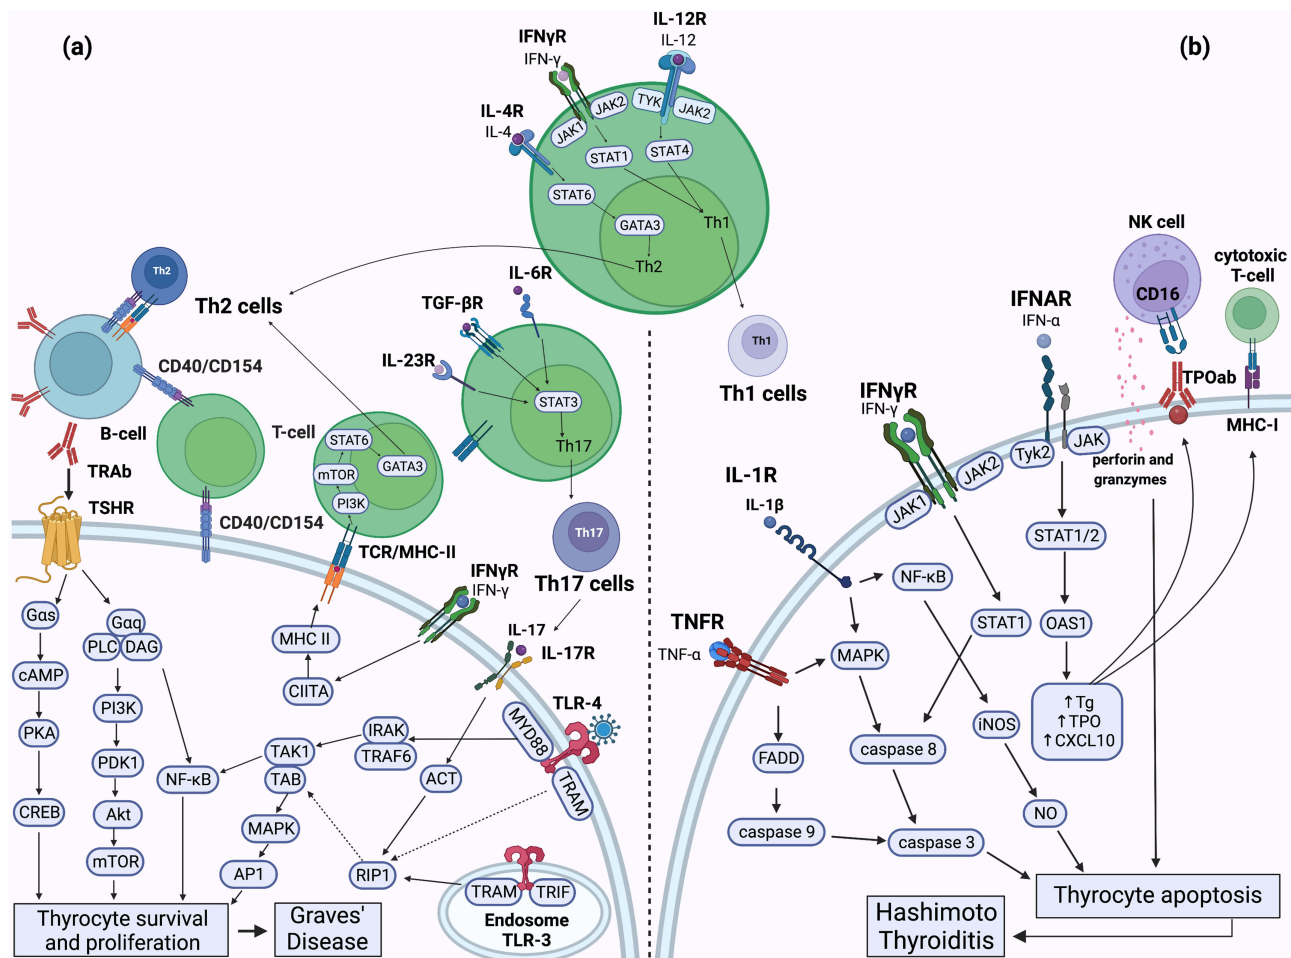 (a)
(b)
IL-12R
IL-12
IFNγR
IFN-γ
IL-4R
IL-4
JAK1
JAK2
TYK
JAK2
STAT1
STAT4
STAT6
GATA3
Th1
Th2
Th2
Th2 cells
CD40/CD154
B-cell
TRAb
TSHR
T-cell
CD40/CD154
STAT6
mTOR
GATA3
PI3K
TCR/MHC-II
IL-6R
TGF-βR
IL-23R
STAT3
Th17
Th17
Th17 cells
Th1
Th1 cells
IFNγR
IFN-γ
IL-17
IL-17R
MHC II
CIITA
TLR-4
MYD88
TRAM
IRAK
TRAF6
TAK1
TAB
ACT
MAPK
AP1
RIP1
TRAM
TRIF
Endosome
TLR-3
Gαs
cAMP
PKA
CREB
Gαq
PLC
DAG
PI3K
PDK1
Akt
mTOR
NF-κB
Thyrocyte survival
and proliferation
Graves'
Disease
NK cell
CD16
cytotoxic
T-cell
TPOab
MHC-I
perforin and
granzymes
IFNAR
IFN-α
Tyk2
JAK
IFNγR
IFN-γ
JAK1
JAK2
IL-1R
IL-1β
TNFR
TNF-α
NF-κB
MAPK
STAT1
STAT1/2
OAS1
↑Tg
↑TPO
↑CXCL10
iNOS
NO
FADD
caspase 8
caspase 9
caspase 3
Thyrocyte apoptosis
Hashimoto
Thyroiditis